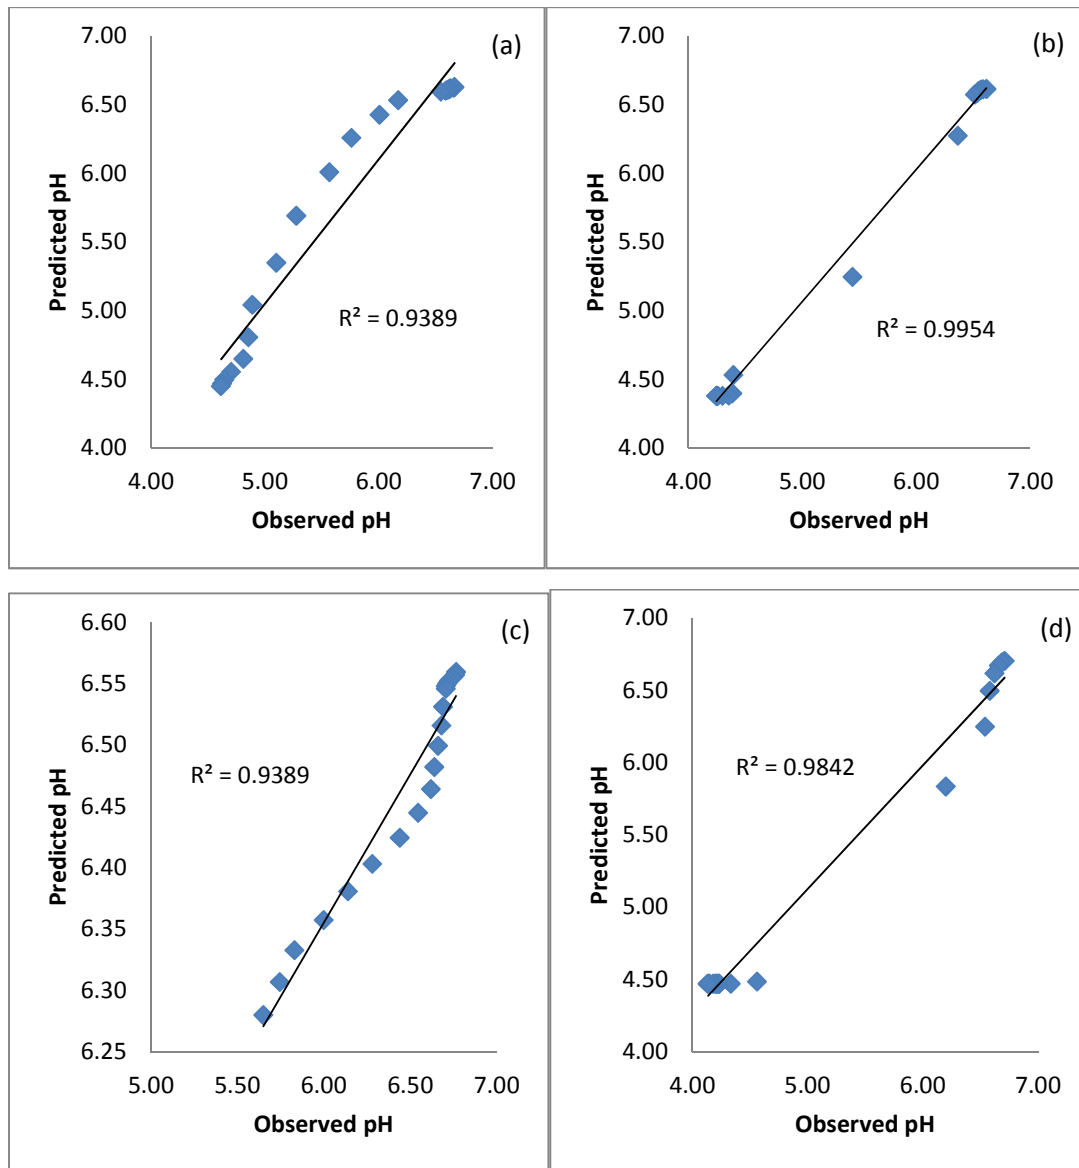 (a)
7.00
6.50
6.00
5.50
5.00
4.50
4.00
Predicted pH
R² = 0.9389
4.00 5.00 6.00 7.00
Observed pH
(b)
7.00
6.50
6.00
5.50
5.00
4.50
4.00
Predicted pH
R² = 0.9954
4.00 5.00 6.00 7.00
Observed pH
(c)
6.60
6.55
6.50
6.45
6.40
6.35
6.30
6.25
Predicted pH
R² = 0.9389
5.00 5.50 6.00 6.50 7.00
Observed pH
(d)
7.00
6.50
6.00
5.50
5.00
4.50
4.00
Predicted pH
R² = 0.9842
4.00 5.00 6.00 7.00
Observed pH